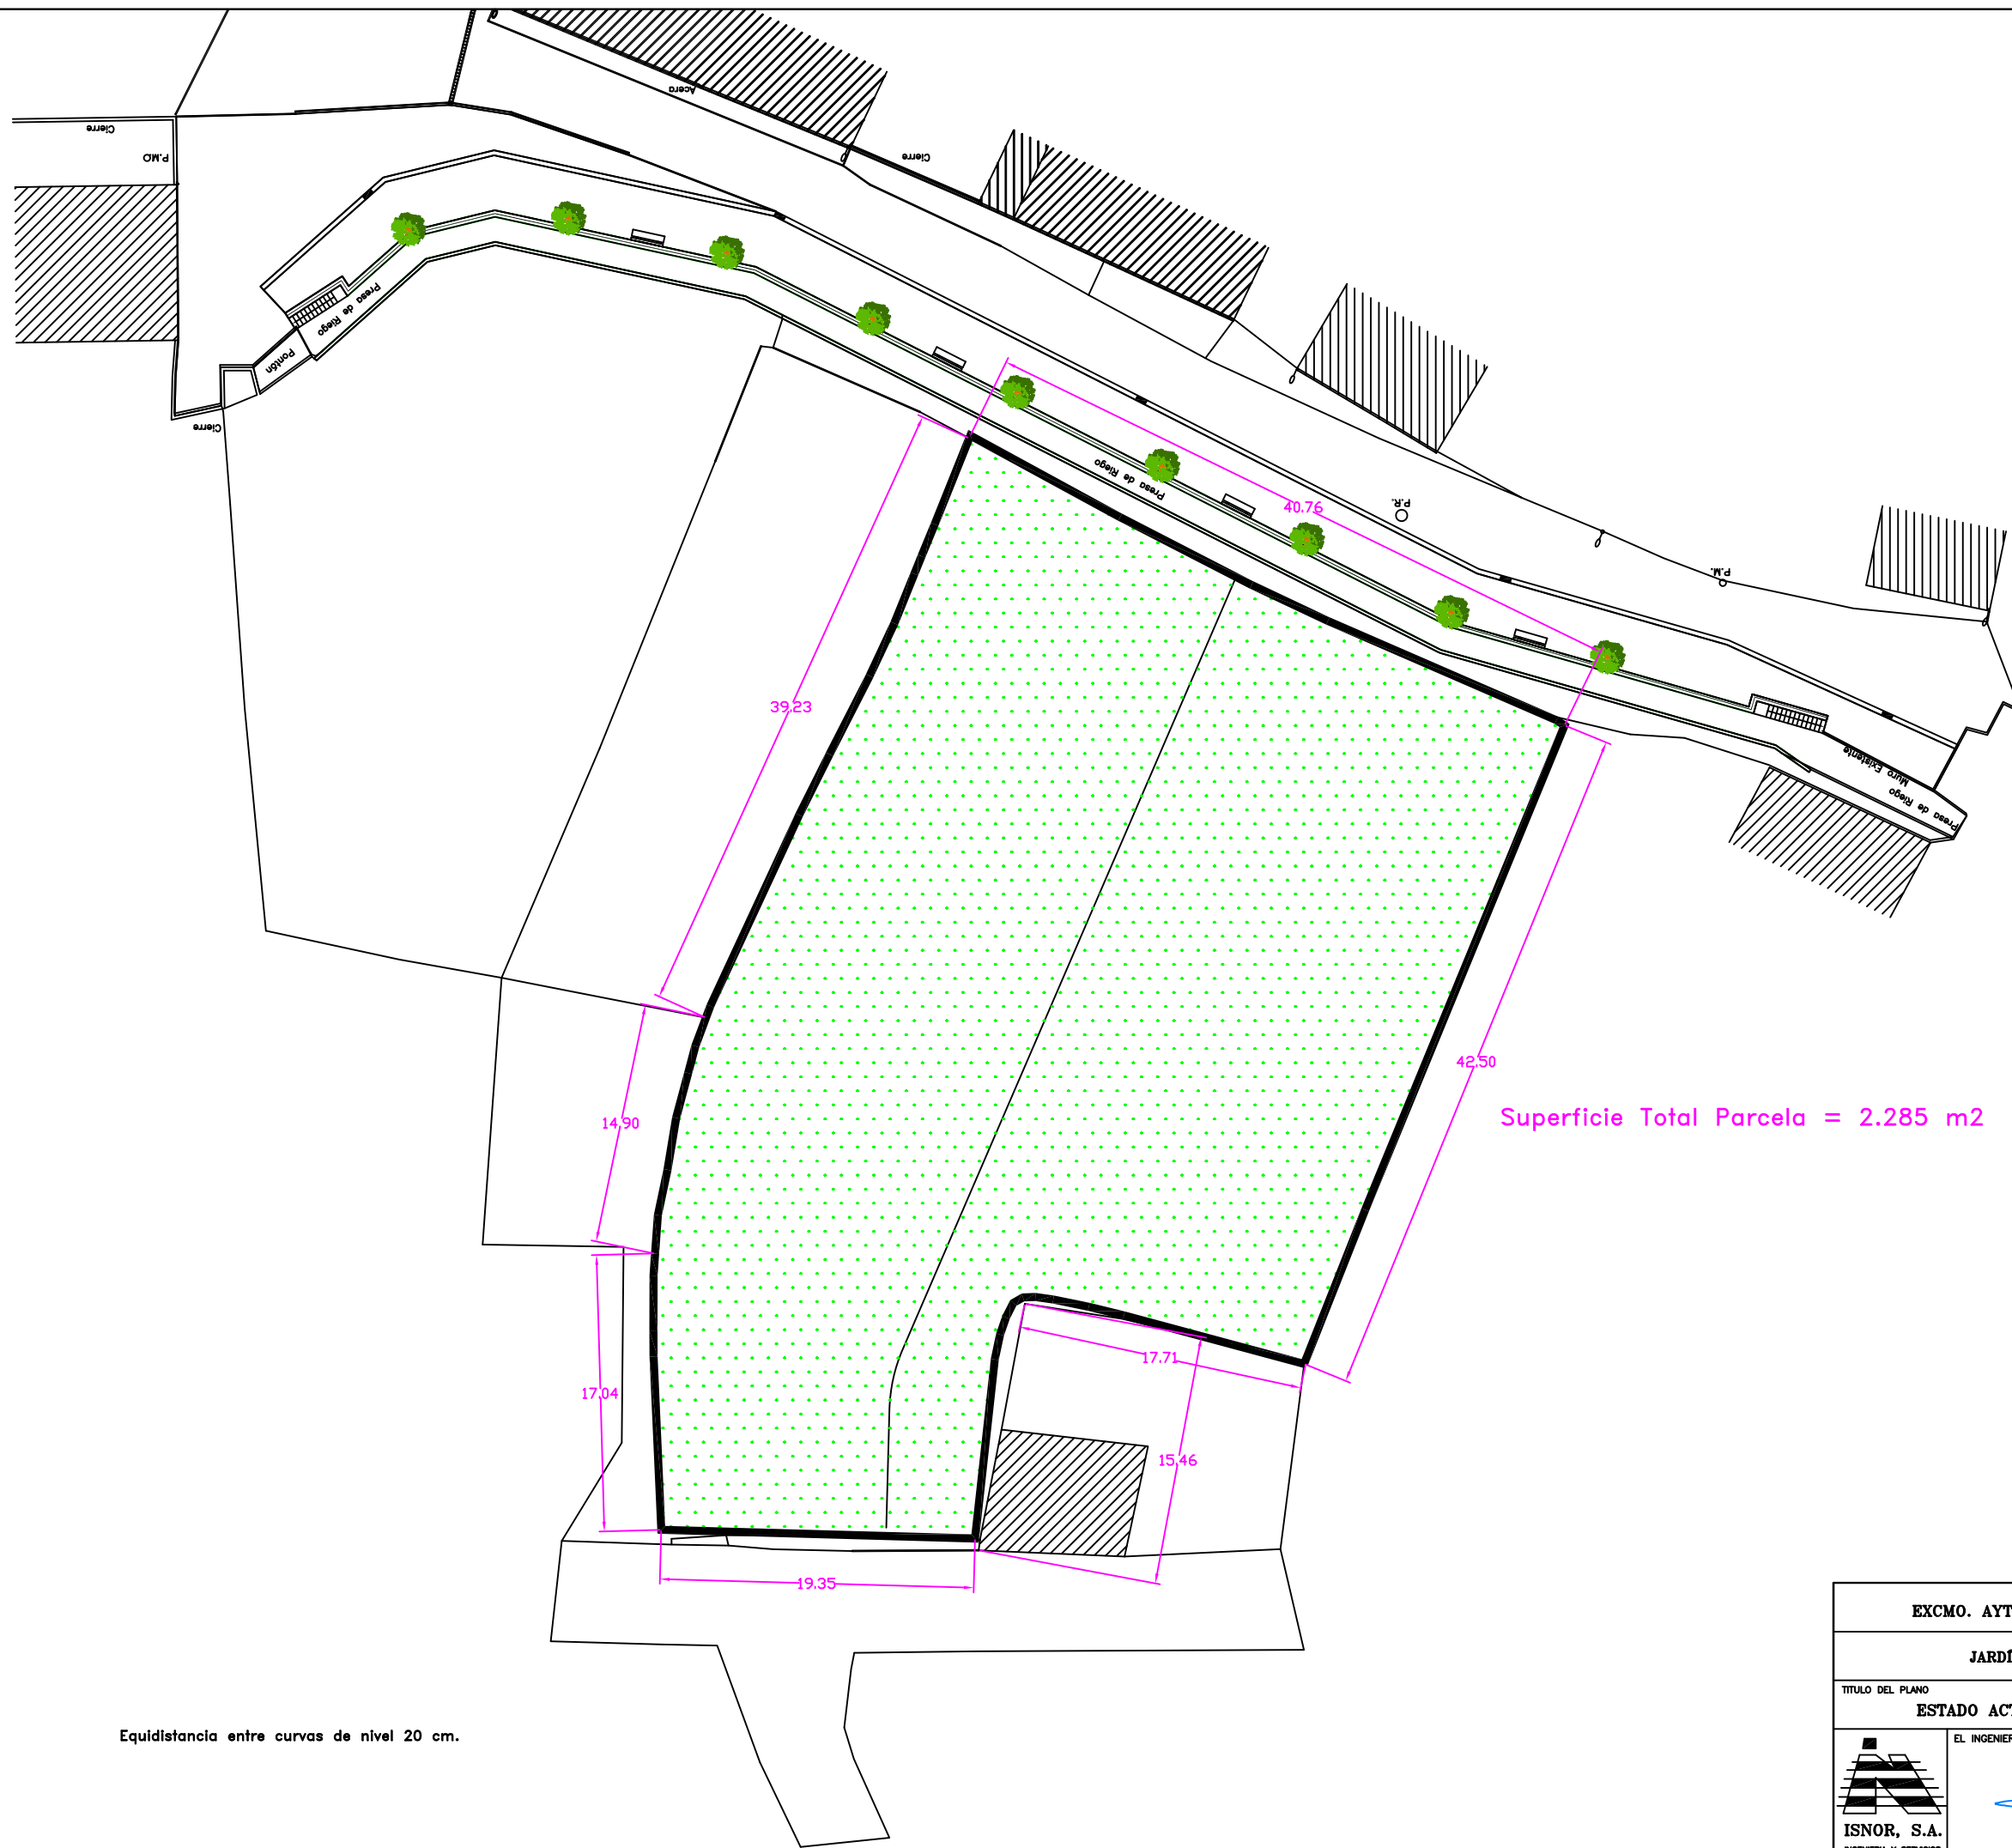 Acera
Cierre
Cierre
P.MO
Presa de Riego
Pontón
Cierre
Presa de Riego
40.76
P.R.
P.M.
39.23
Muro Existente
Presa de Riego
42.50
14.90
Superficie Total Parcela = 2.285 m2
17.71
17.04
15.46
19.35
Equidistancia entre curvas de nivel 20 cm.
EXCMO. AYT
JARDÍ
TITULO DEL PLANO
ESTADO ACT
EL INGENIER
ISNOR, S.A.